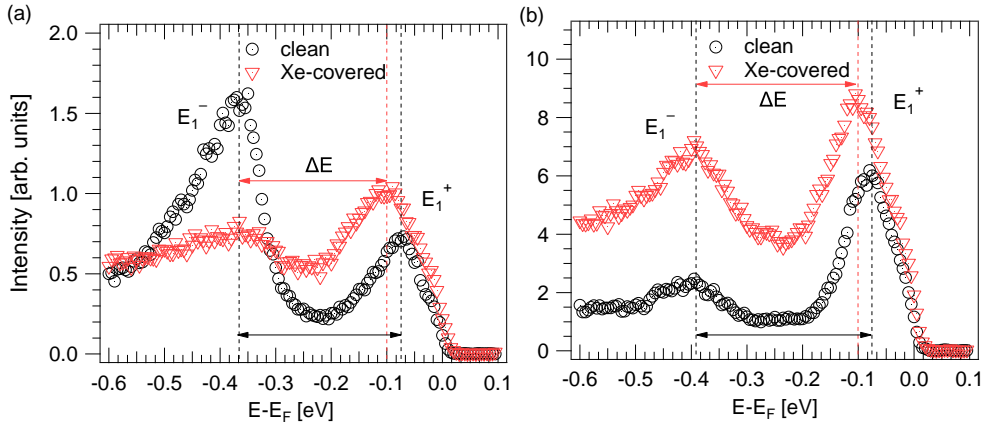 (a)
2.0
1.5
1.0
0.5
0.0
Intensity [arb. units]
clean
Xe-covered
E₁⁻
ΔE
E₁⁺
-0.6 -0.5 -0.4 -0.3 -0.2 -0.1 0.0 0.1
E-E_F [eV]
(b)
10
8
6
4
2
0
clean
Xe-covered
ΔE
E₁⁺
E₁⁻
-0.6 -0.5 -0.4 -0.3 -0.2 -0.1 0.0 0.1
E-E_F [eV]